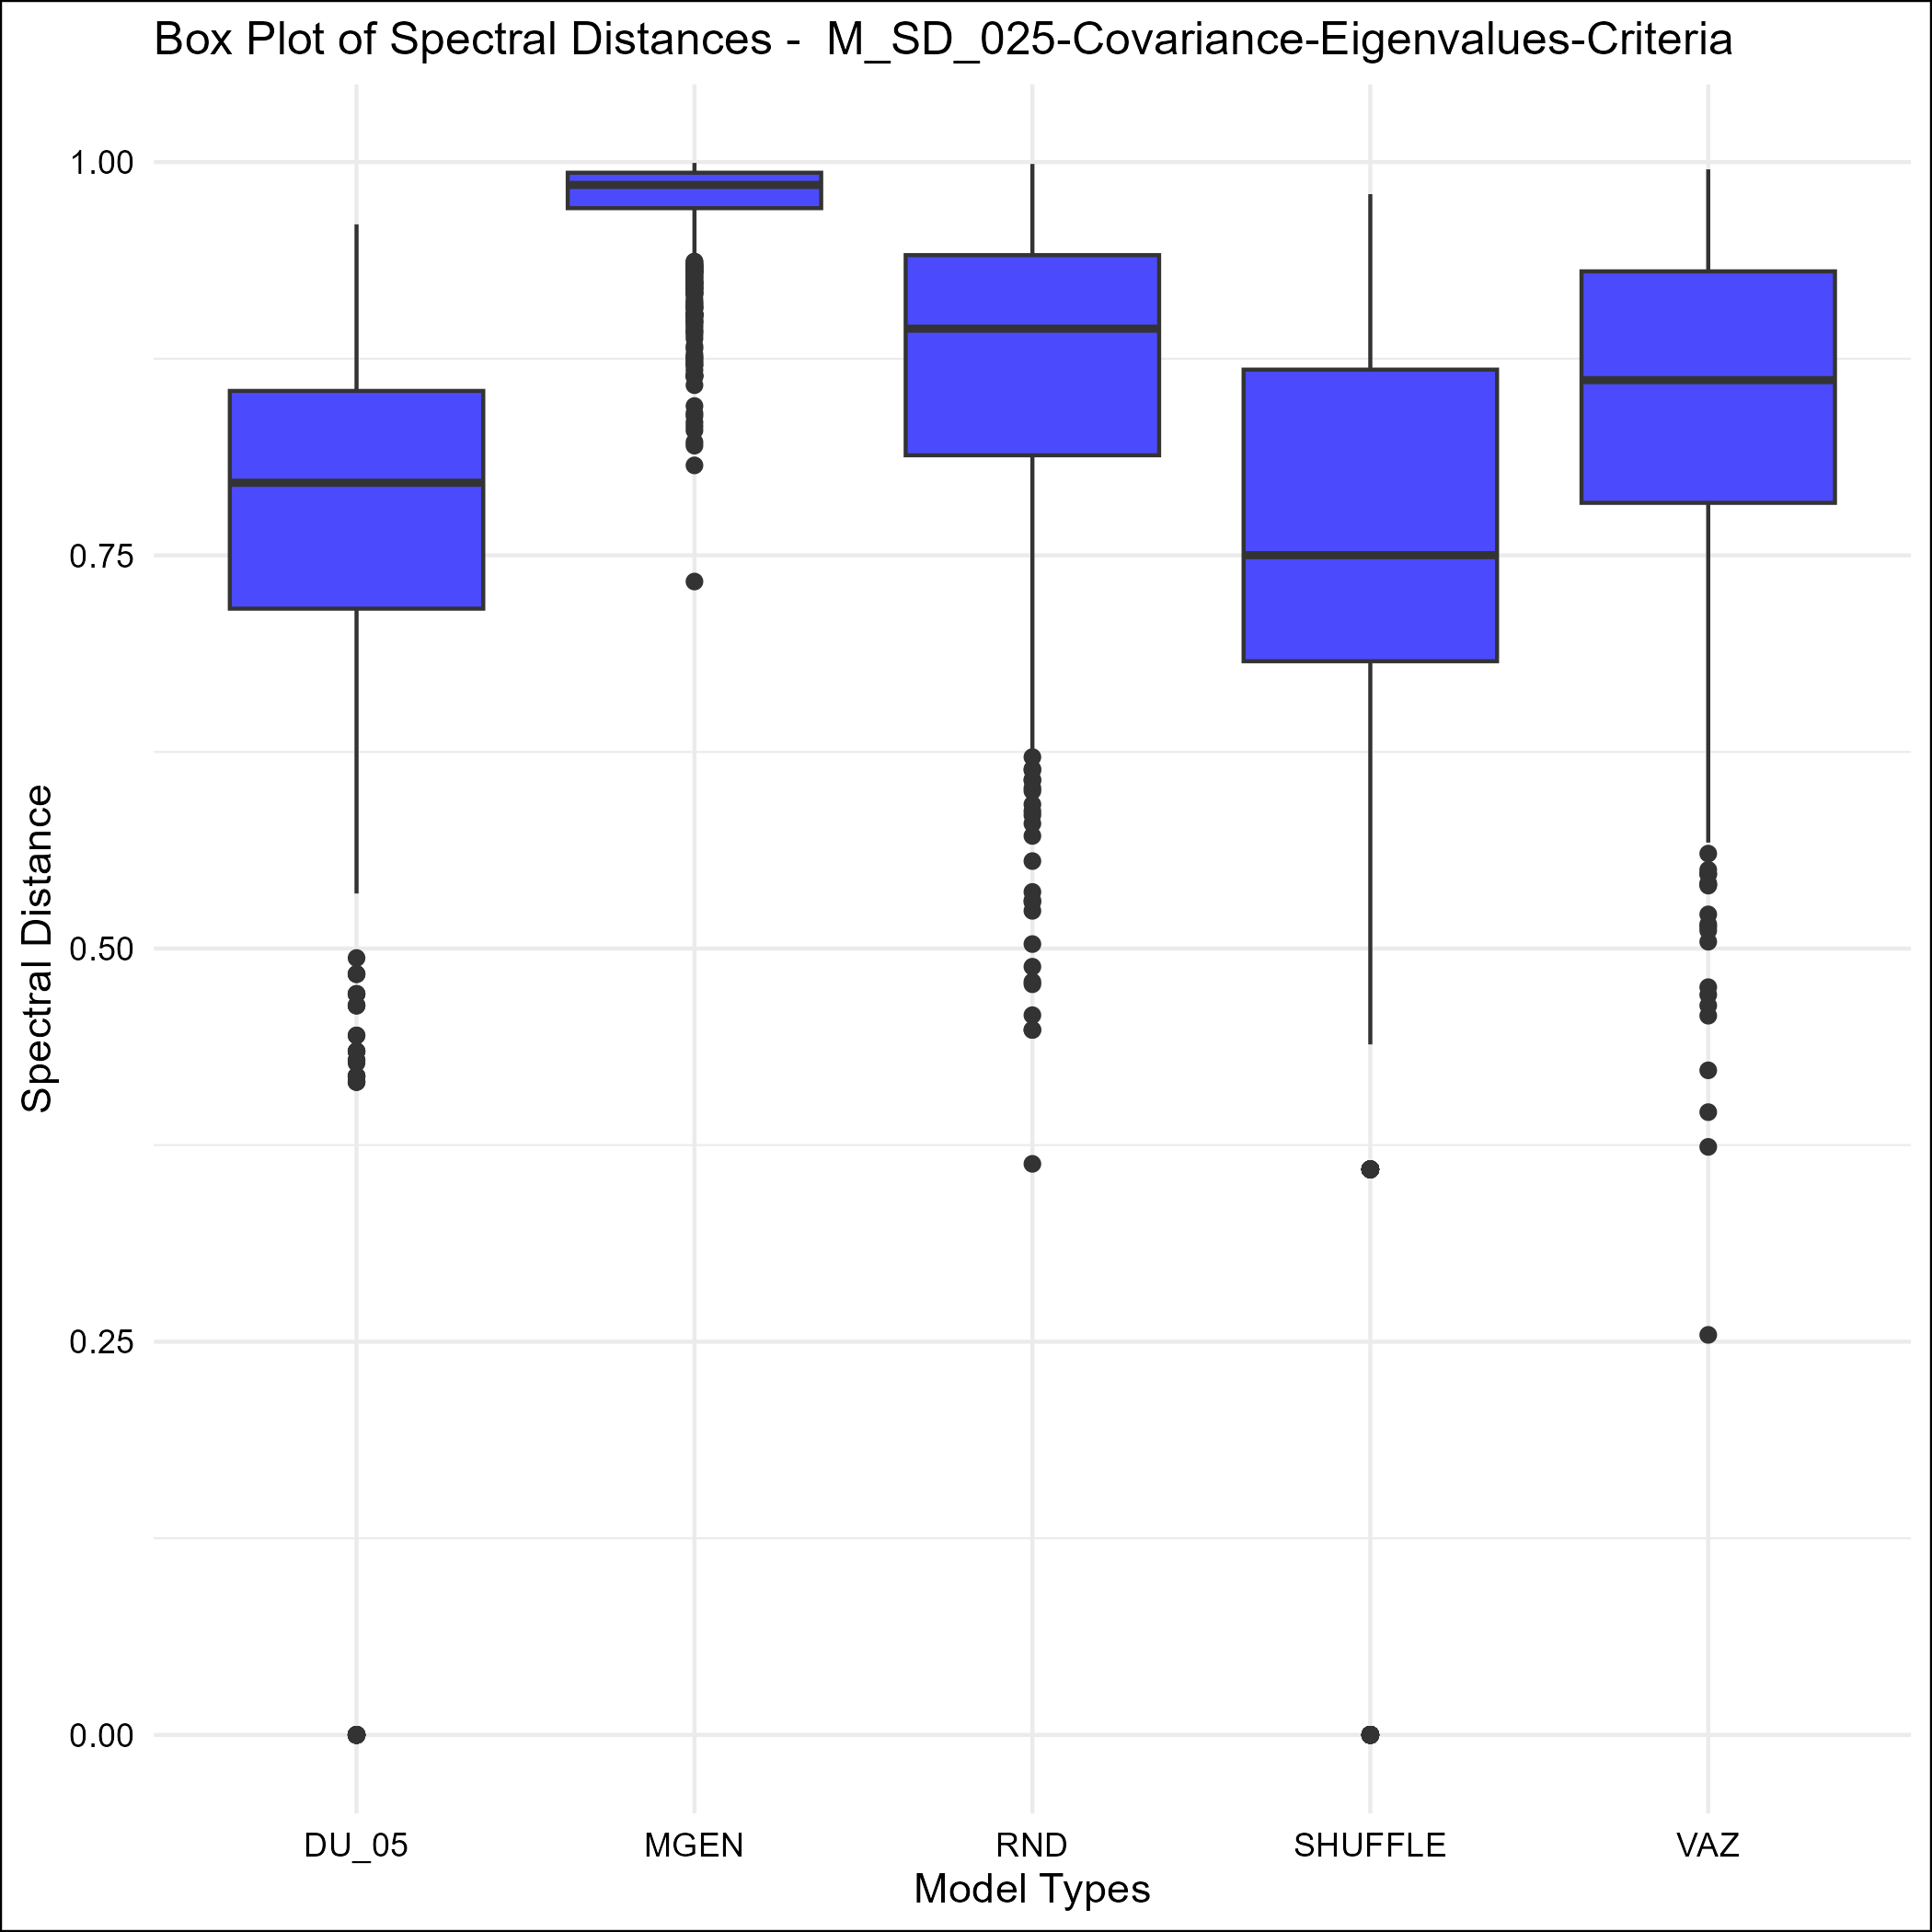 Box Plot of Spectral Distances -  M_SD_025-Covariance-Eigenvalues-Criteria
Spectral Distance
1.00
0.75
0.50
0.25
0.00
DU_05
MGEN
RND
SHUFFLE
VAZ
Model Types